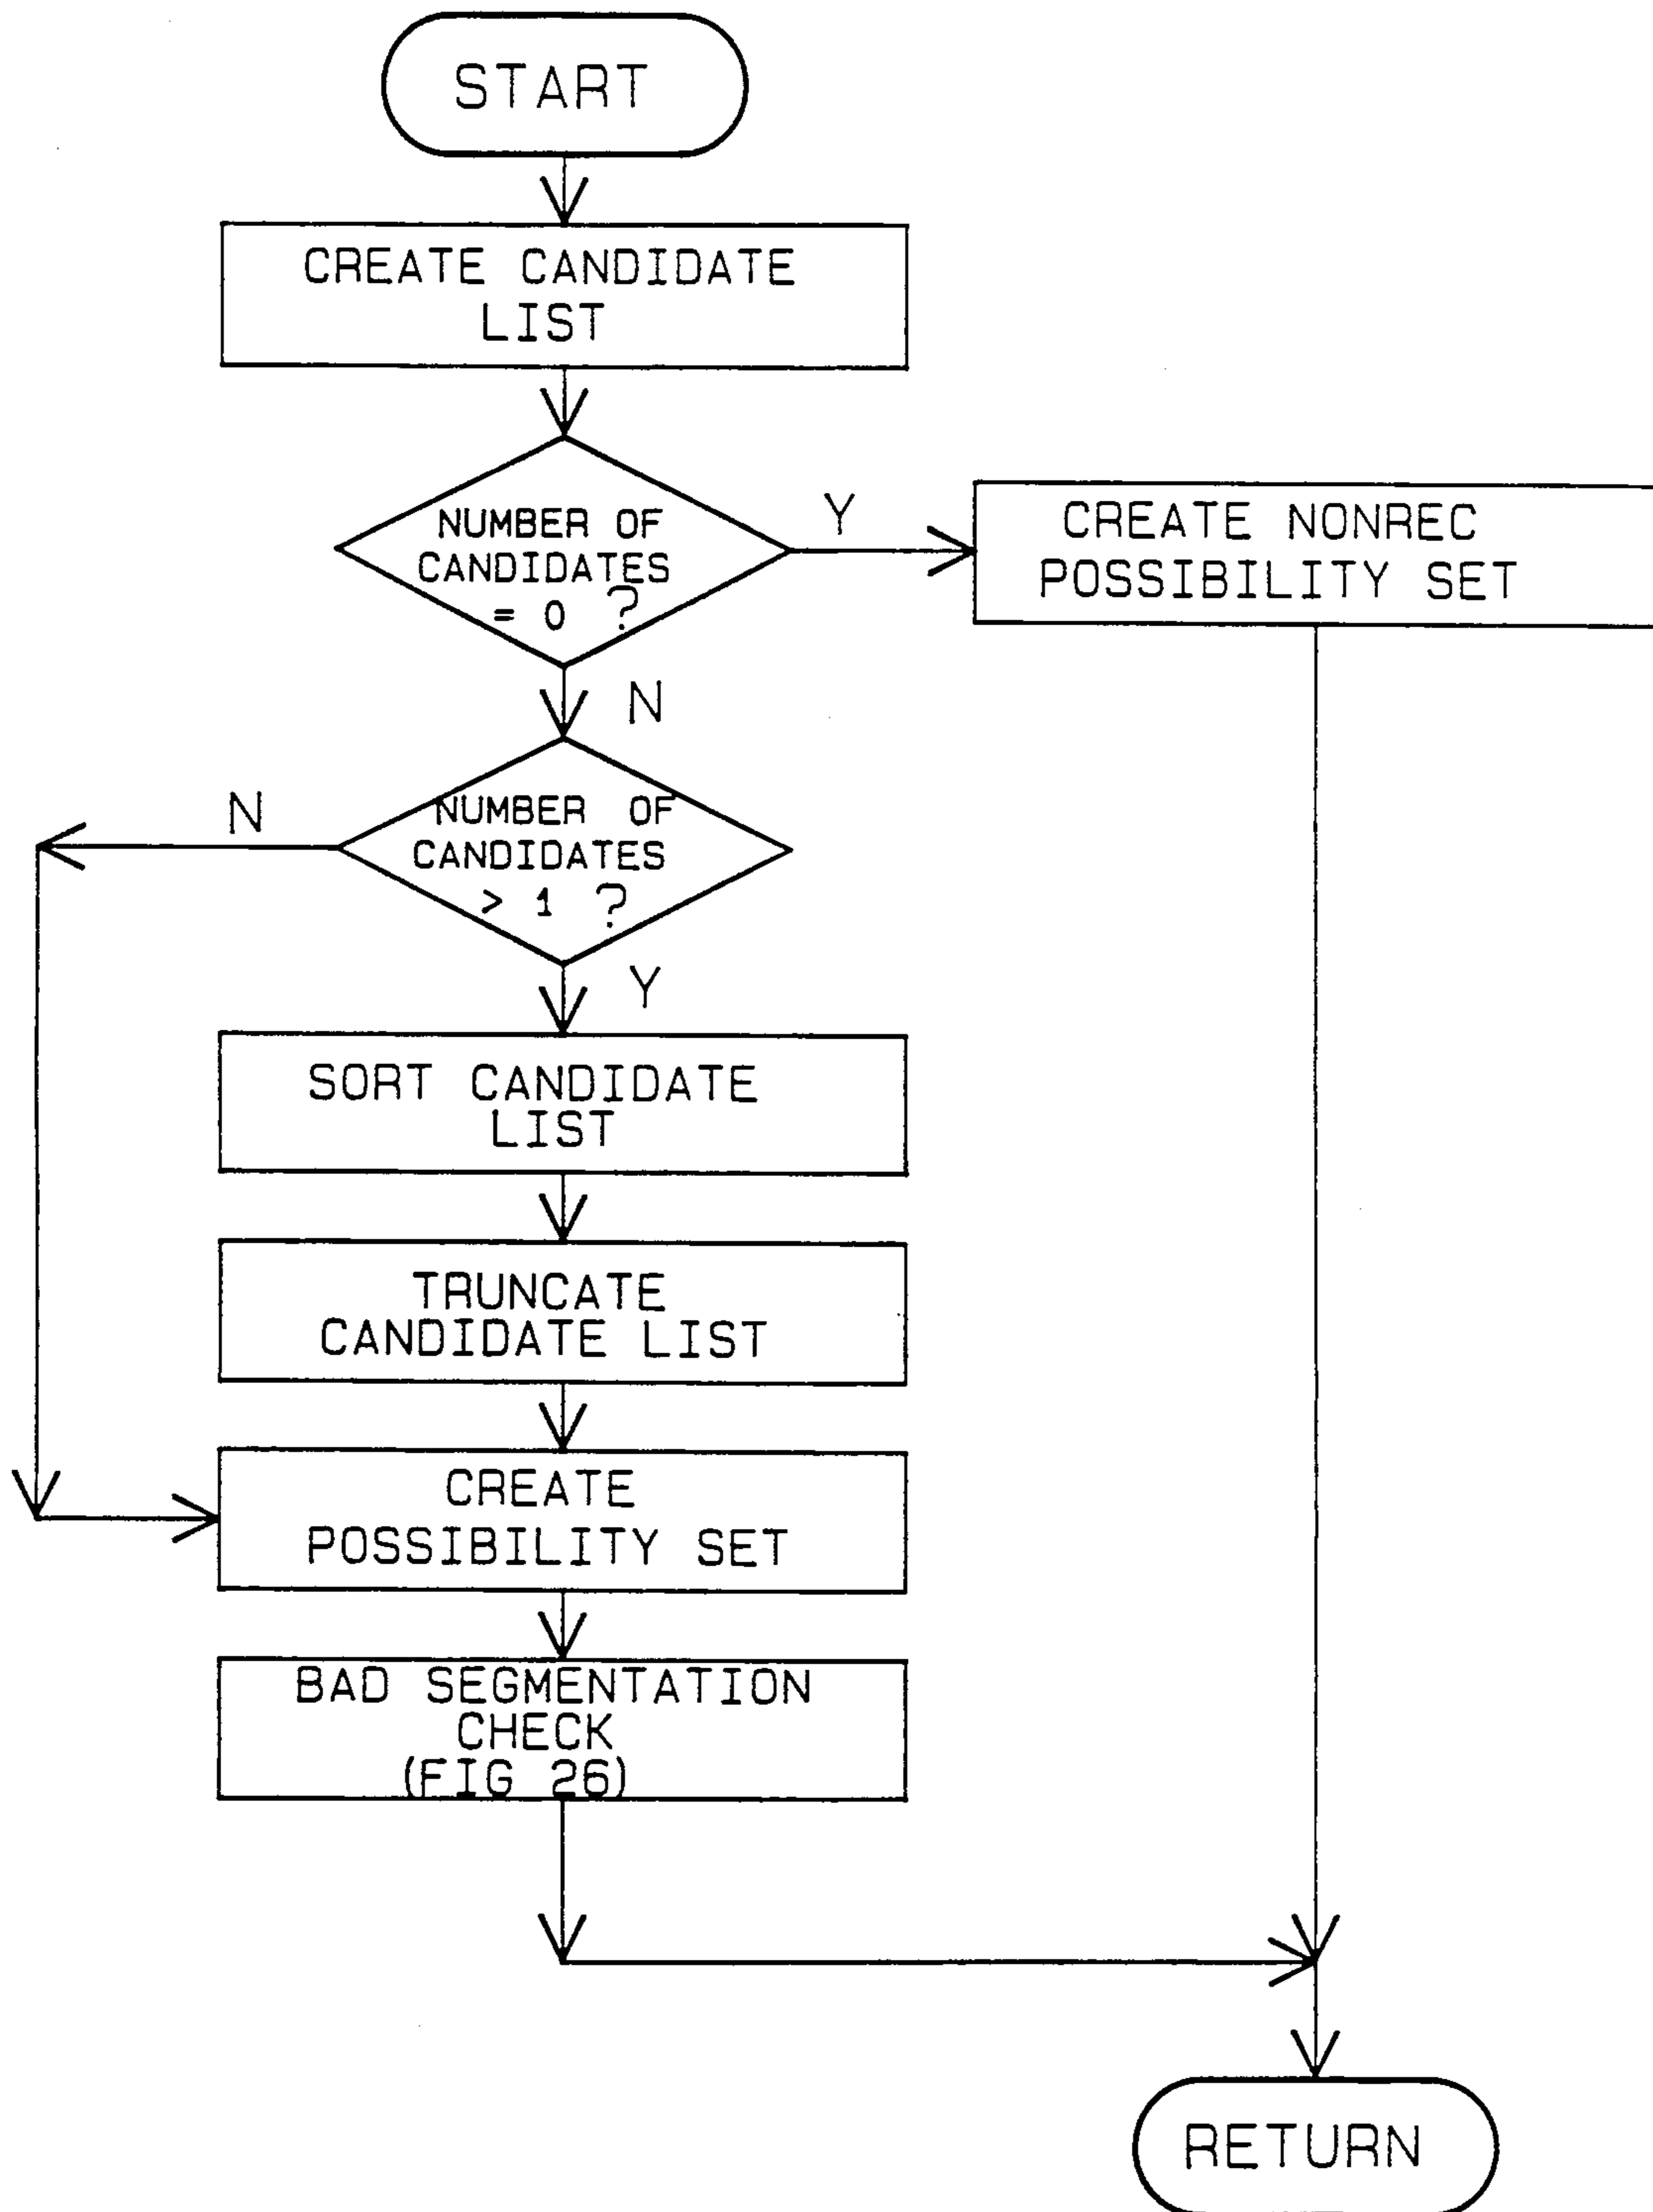 START
CREATE CANDIDATE
LIST
NUMBER OF
CANDIDATES
= 0 ?
Y
CREATE NONREC
POSSIBILITY SET
N
NUMBER OF
CANDIDATES
> 1 ?
N
Y
SORT CANDIDATE
LIST
TRUNCATE
CANDIDATE LIST
CREATE
POSSIBILITY SET
BAD SEGMENTATION
CHECK
(FIG 26)
RETURN